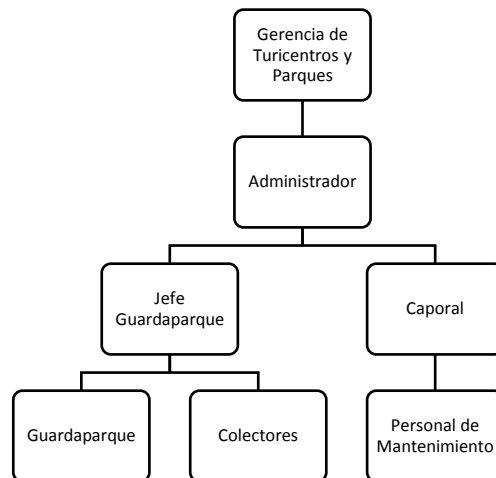 Gerencia de
Turicentros y
Parques
Administrador
Jefe
Guardaparque
Caporal
Guardaparque
Colectores
Personal de
Mantenimiento